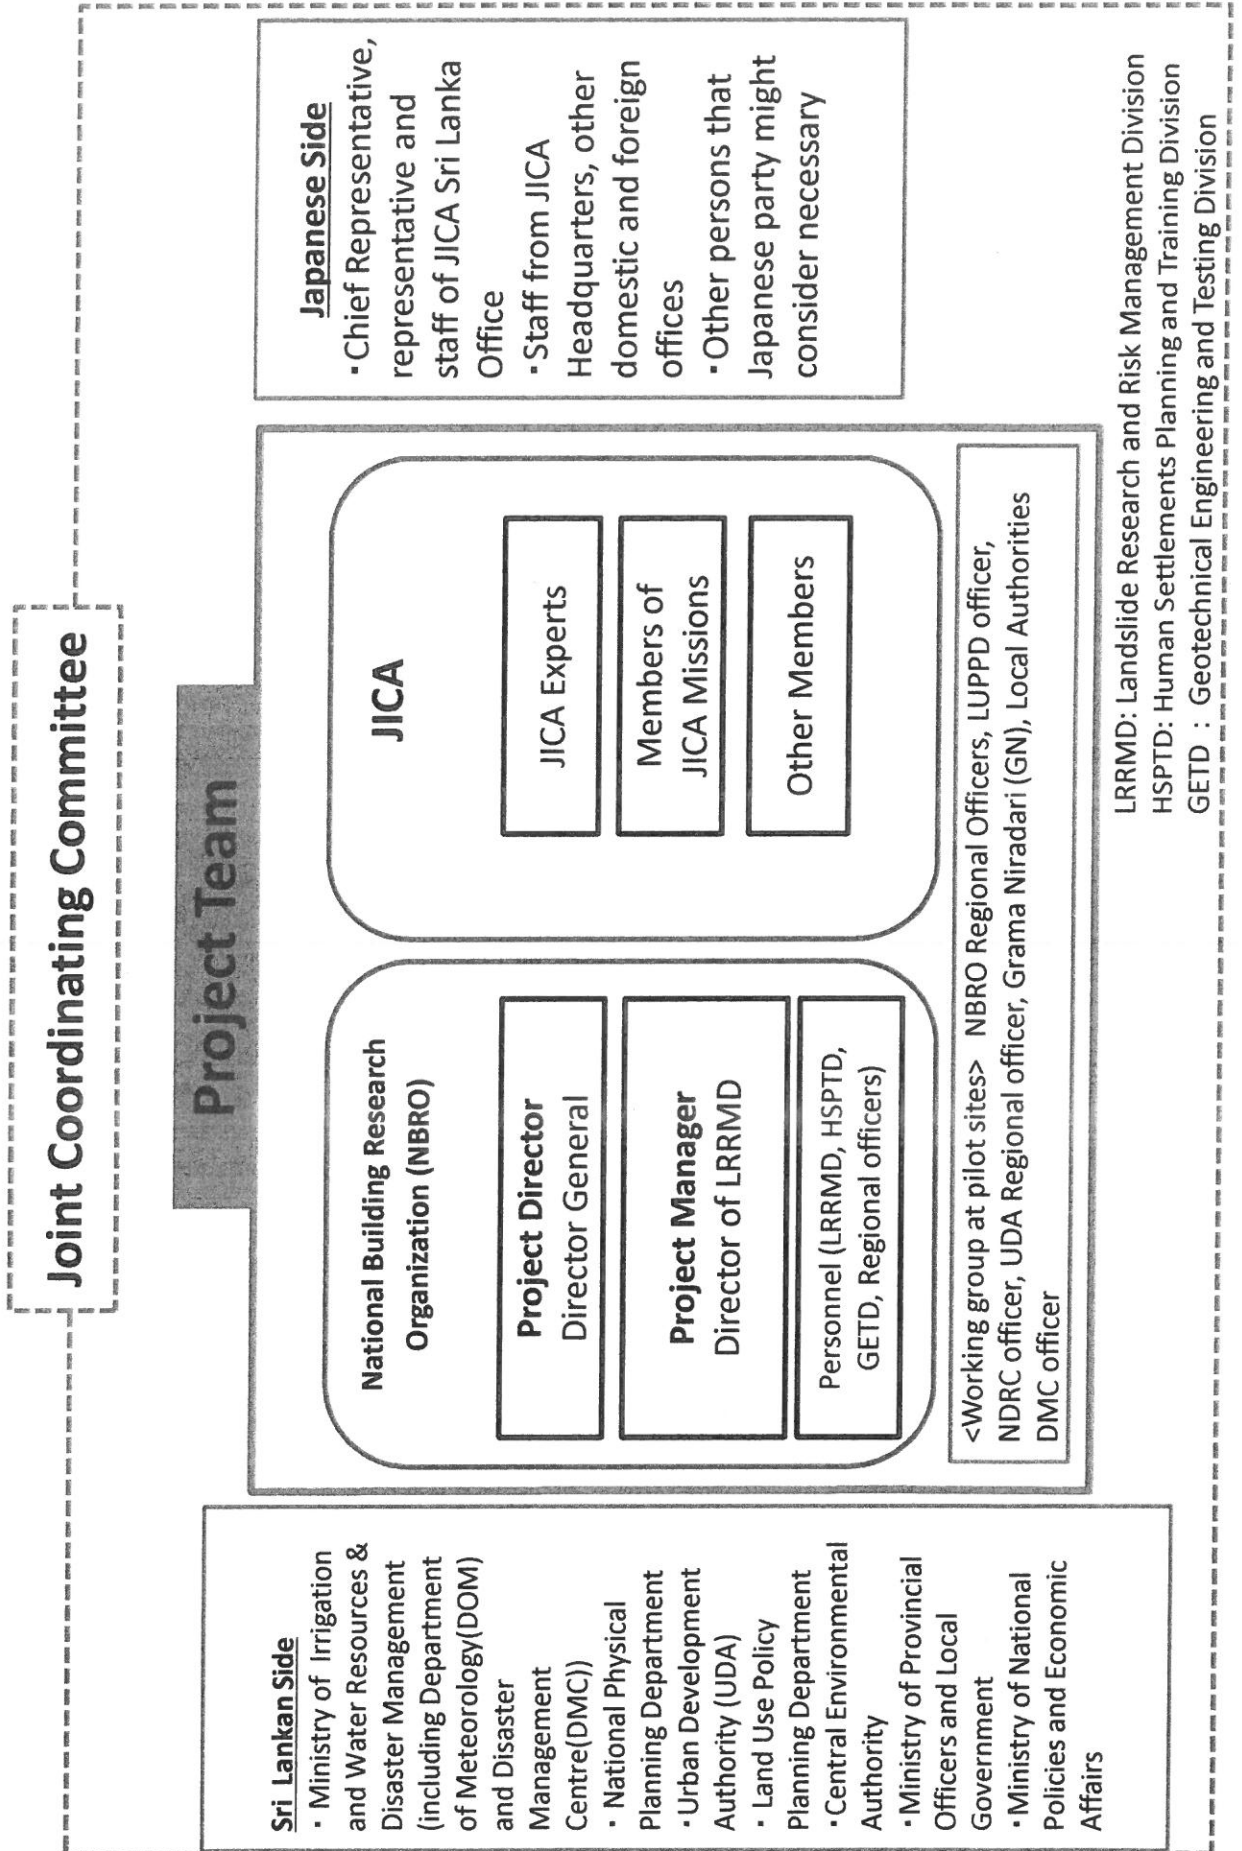 Joint Coordinating Committee
Project Team
Sri Lankan Side
・Ministry of Irrigation
and Water Resources &
Disaster Management
(including Department
of Meteorology(DOM)
and Disaster
Management
Centre(DMC))
・National Physical
Planning Department
・Urban Development
Authority (UDA)
・Land Use Policy
Planning Department
・Central Environmental
Authority
・Ministry of Provincial
Officers and Local
Government
・Ministry of National
Policies and Economic
Affairs
National Building Research
Organization (NBRO)
Project Director
Director General
Project Manager
Director of LRRMD
Personnel (LRRMD, HSPTD,
GETD, Regional officers)
JICA
JICA Experts
Members of
JICA Missions
Other Members
<Working group at pilot sites> NBRO Regional Officers, LUPPD officer,
NDRC officer, UDA Regional officer, Grama Niradari (GN), Local Authorities
DMC officer
Japanese Side
・Chief Representative,
representative and
staff of JICA Sri Lanka
Office
・Staff from JICA
Headquarters, other
domestic and foreign
offices
・Other persons that
Japanese party might
consider necessary
LRRMD: Landslide Research and Risk Management Division
HSPTD: Human Settlements Planning and Training Division
GETD : Geotechnical Engineering and Testing Division